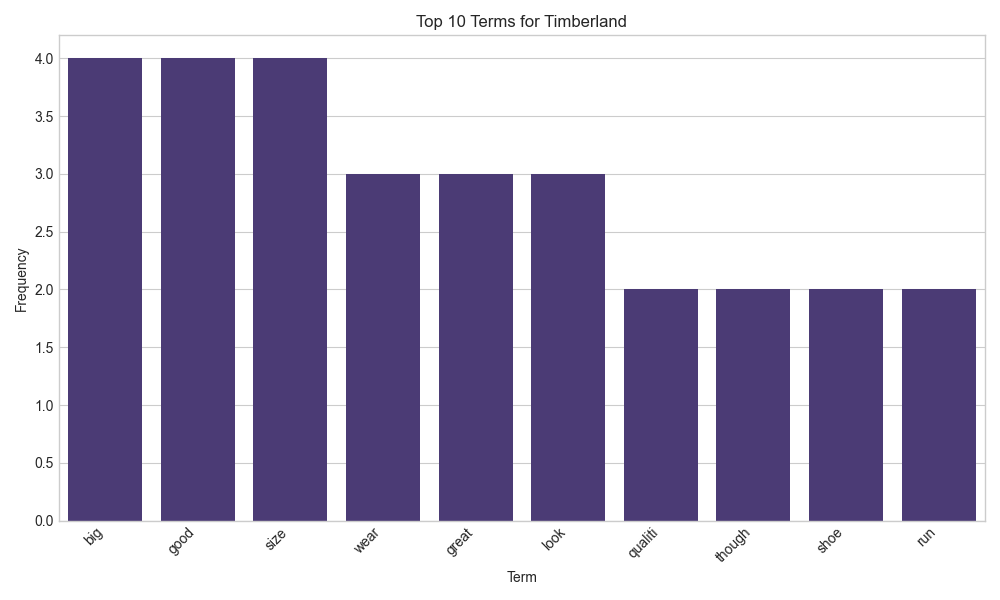 Top 10 Terms for Timberland
Frequency
4.0
3.5
3.0
2.5
2.0
1.5
1.0
0.5
0.0
big
good
size
wear
great
look
qualiti
though
shoe
run
Term